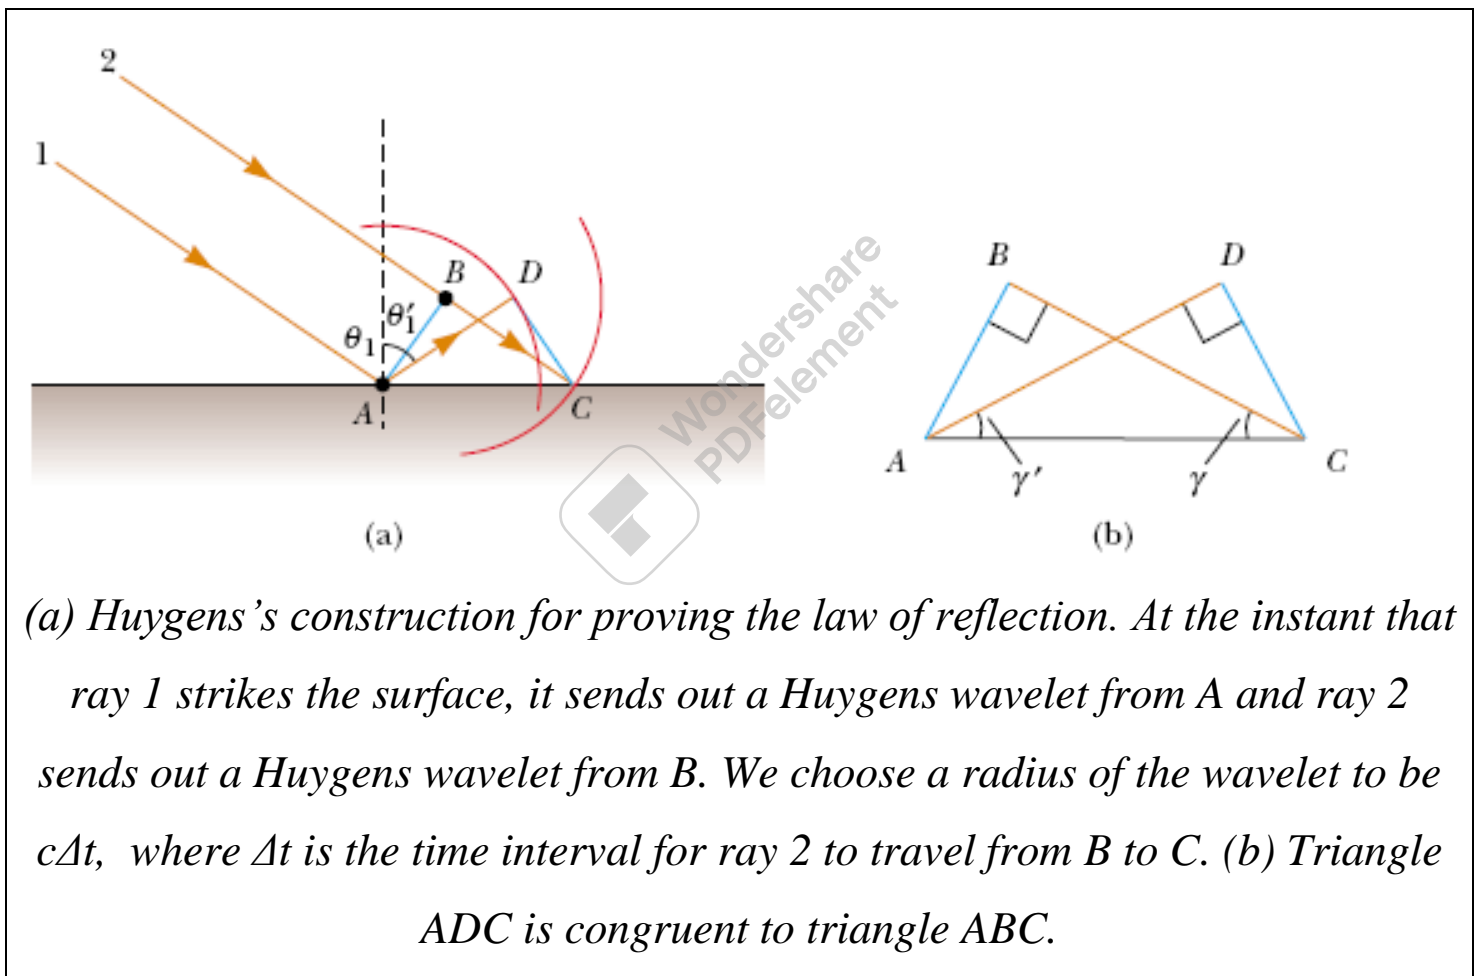 2
1
B
D
θ₁
θ′₁
A
C
(a)
B
D
A
C
γ′
γ
(b)
Wondershare
PDFelement
(a) Huygens’s construction for proving the law of reflection. At the instant that
ray 1 strikes the surface, it sends out a Huygens wavelet from A and ray 2
sends out a Huygens wavelet from B. We choose a radius of the wavelet to be
cΔt, where Δt is the time interval for ray 2 to travel from B to C. (b) Triangle
ADC is congruent to triangle ABC.